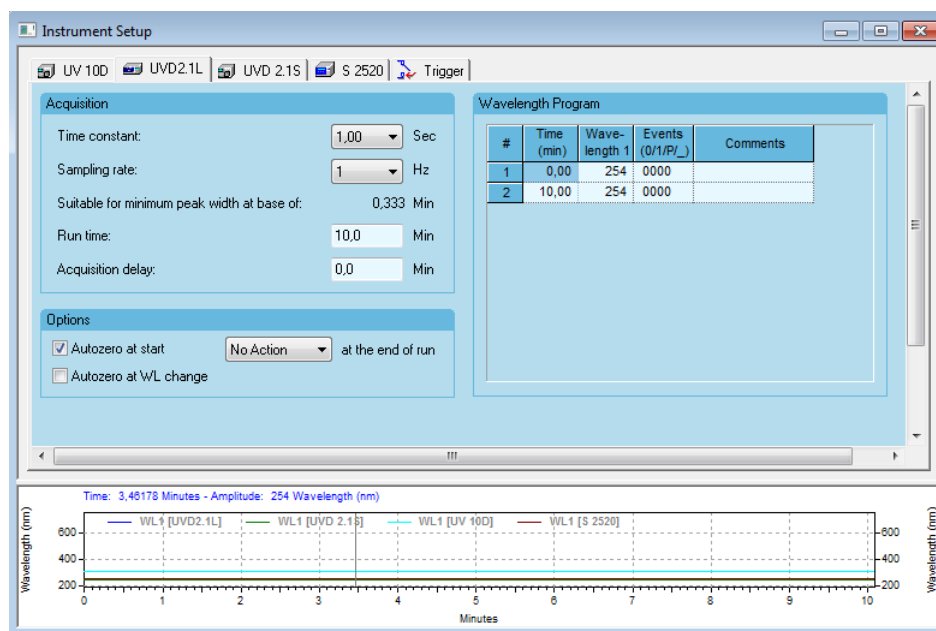 Instrument Setup
UV 10D UVD2.1L UVD 2.1S S 2520 Trigger
Acquisition
Time constant: 1,00 Sec
Sampling rate: 1 Hz
Suitable for minimum peak width at base of: 0,333 Min
Run time: 10,0 Min
Acquisition delay: 0,0 Min
Options
Autozero at start No Action at the end of run
Autozero at WL change
Wavelength Program
# Time (min) Wave-length 1 Events (0/1/P/_) Comments
1 0,00 254 0000
2 10,00 254 0000
Time: 3,46178 Minutes - Amplitude: 254 Wavelength (nm)
WL1 [UVD2.1L] WL1 [UVD 2.1S] WL1 [UV 10D] WL1 [S 2520]
Wavelength (nm)
600
400
200
600
400
200
Wavelength (nm)
0 1 2 3 4 5 6 7 8 9 10
Minutes